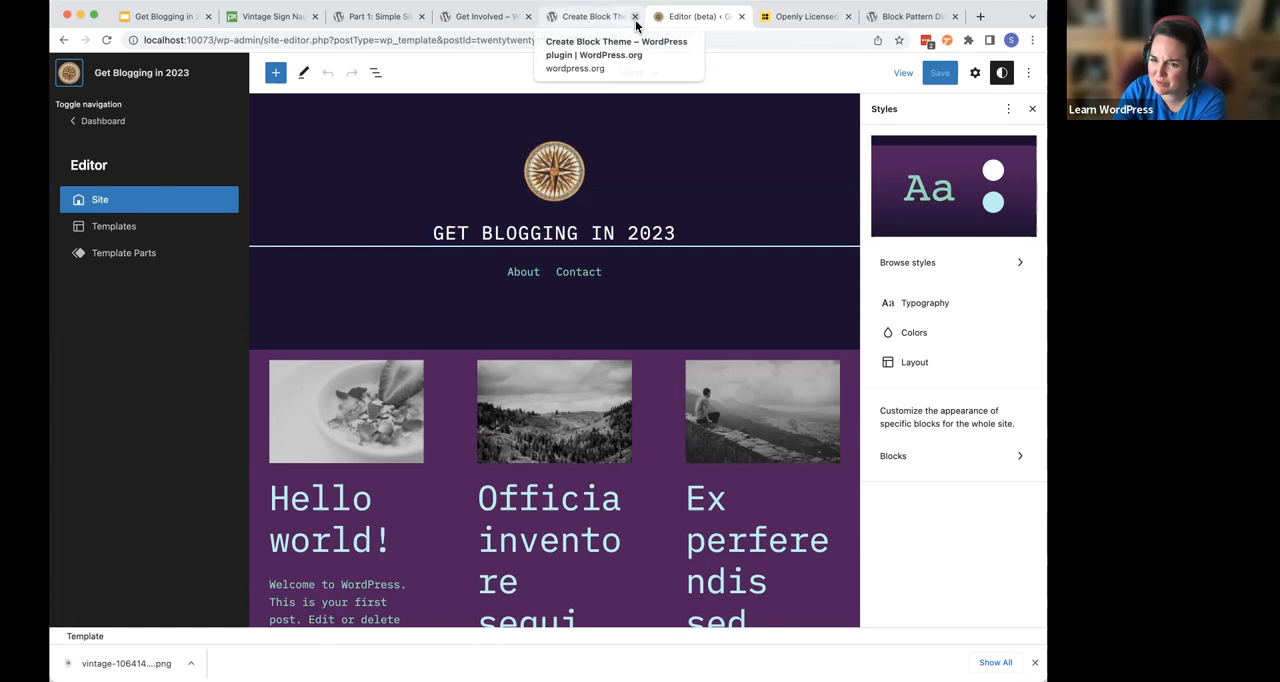 Get Blogging in 2
Vintage Sign Nau
Part 1: Simple Si
Get Involved – W
Create Block The
Editor (beta) ‹ G
Openly Licensed
Block Pattern Di
localhost:10073/wp-admin/site-editor.php?postType=wp_template&postId=twentytwenty
2
S
Create Block Theme – WordPress
plugin | WordPress.org
wordpress.org
Get Blogging in 2023
View
Save
Learn WordPress
Toggle navigation
Dashboard
Editor
Site
Templates
Template Parts
GET BLOGGING IN 2023
About Contact
Hello
world!
Welcome to WordPress.
This is your first
post. Edit or delete
Officia
invento
re
sequi
Ex
perfere
ndis
sed
Styles
Aa
Browse styles
Aa Typography
Colors
Layout
Customize the appearance of
specific blocks for the whole site.
Blocks
Template
vintage-106414....png
Show All